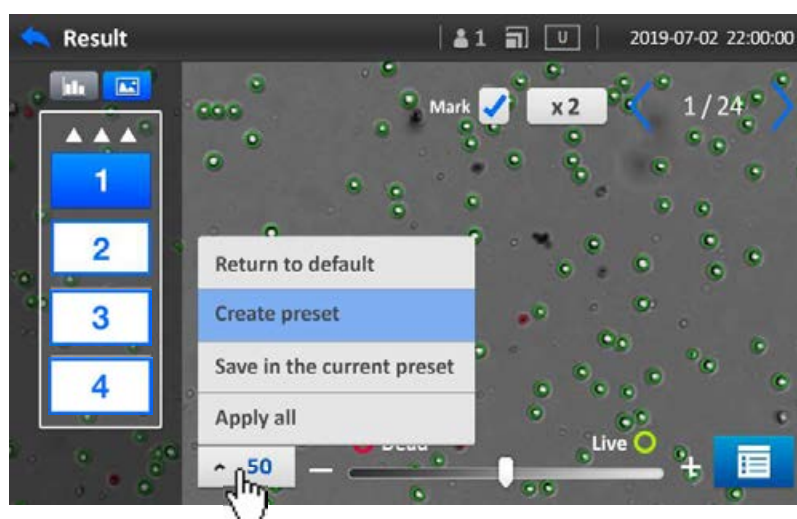 Result
1
U
2019-07-02 22:00:00
Mark
x 2
1 / 24
1
2
3
4
Return to default
Create preset
Save in the current preset
Apply all
Dead
Live
50